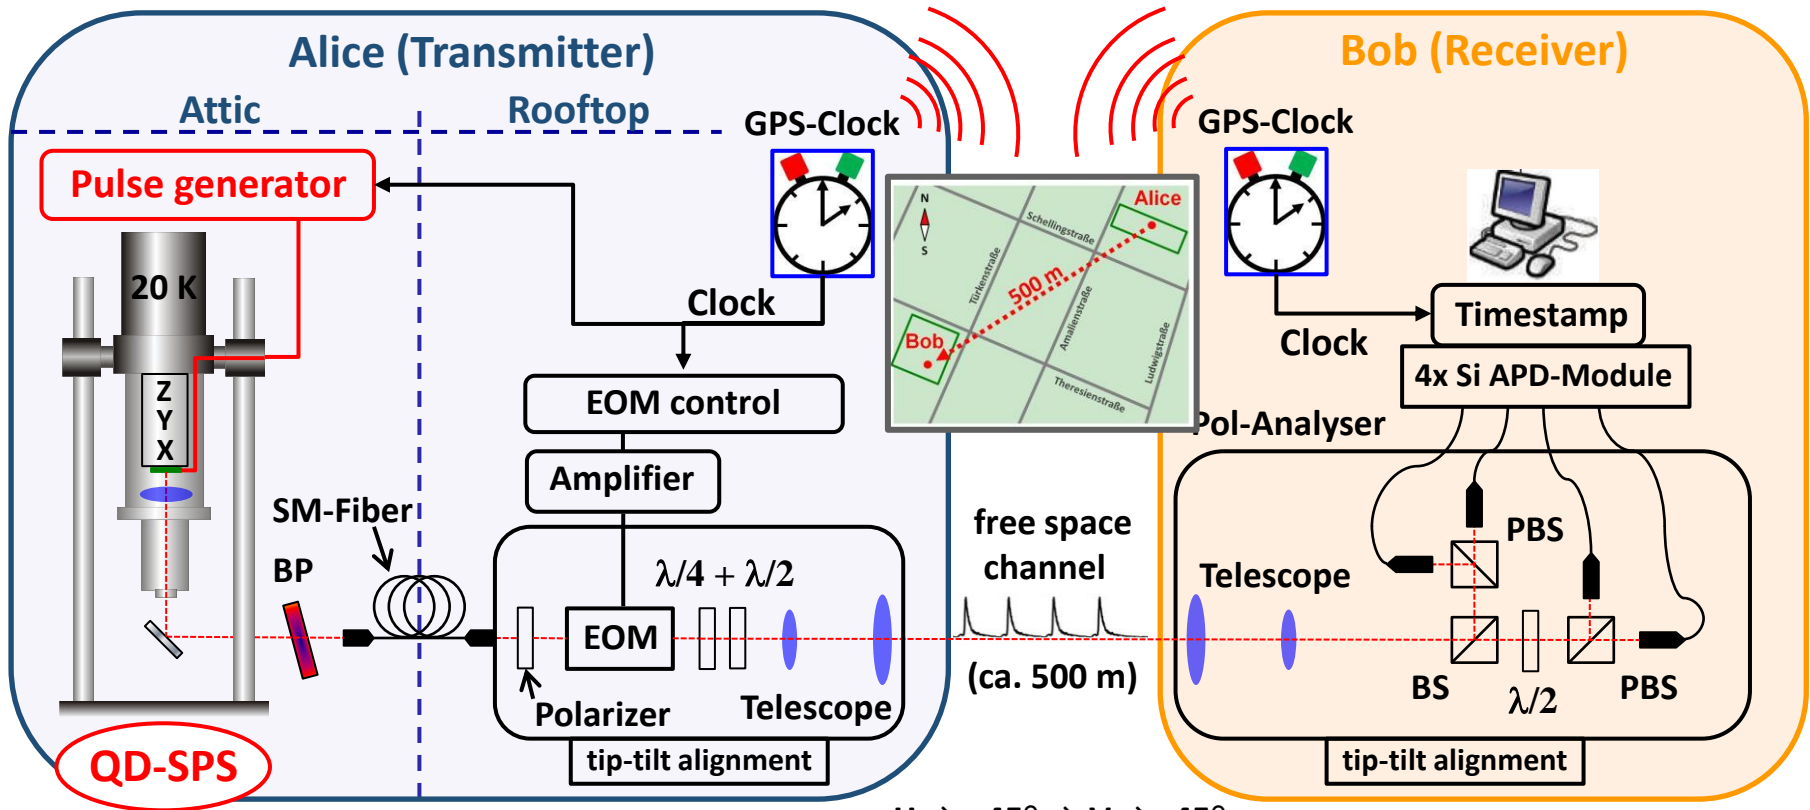 Alice (Transmitter)
Attic
Rooftop
GPS-Clock
Pulse generator
20 K
Clock
Z
Y
X
EOM control
Amplifier
SM-Fiber
BP
λ/4 + λ/2
EOM
Polarizer
Telescope
tip-tilt alignment
QD-SPS
N
S
Alice
Schellingstraße
Türkenstraße
500 m
Amalienstraße
Ludwigstraße
Bob
Theresienstraße
free space
channel
(ca. 500 m)
Bob (Receiver)
GPS-Clock
Clock
Timestamp
4x Si APD-Module
Pol-Analyser
PBS
Telescope
BS
λ/2
PBS
tip-tilt alignment